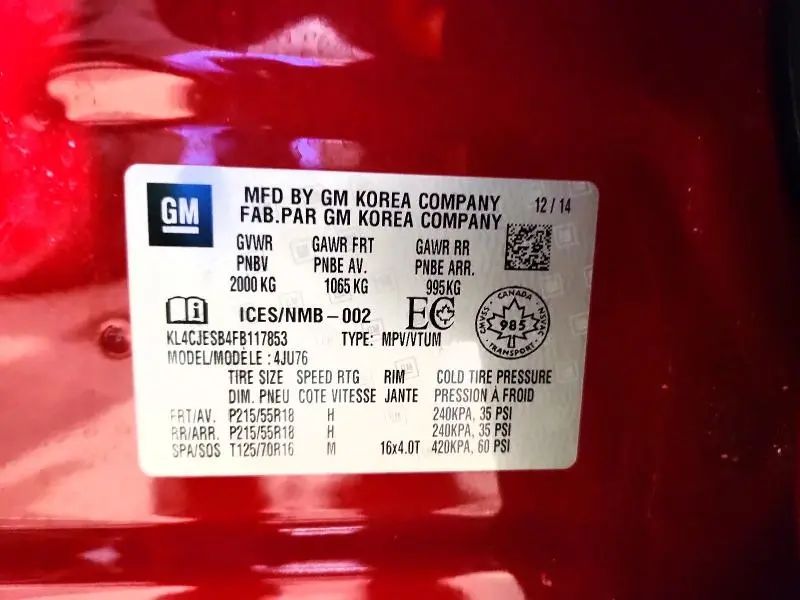 GM
MFD BY GM KOREA COMPANY
FAB.PAR GM KOREA COMPANY
12 / 14
GVWR GAWR FRT GAWR RR
PNBV PNBE AV. PNBE ARR.
2000 KG 1065 KG 995 KG
i ICES/NMB-002 EC
KL4CJESB4FB117853 TYPE: MPV/VTUM
MODEL/MODÈLE : 4JU76
CANADA
CMVSS 985 NSVAC
TRANSPORT
TIRE SIZE SPEED RTG RIM COLD TIRE PRESSURE
DIM. PNEU COTE VITESSE JANTE PRESSION À FROID
FRT/AV. P215/55R18 H 240KPA, 35 PSI
RR/ARR. P215/55R18 H 240KPA, 35 PSI
SPA/SOS T125/70R16 M 16x4.0T 420KPA, 60 PSI